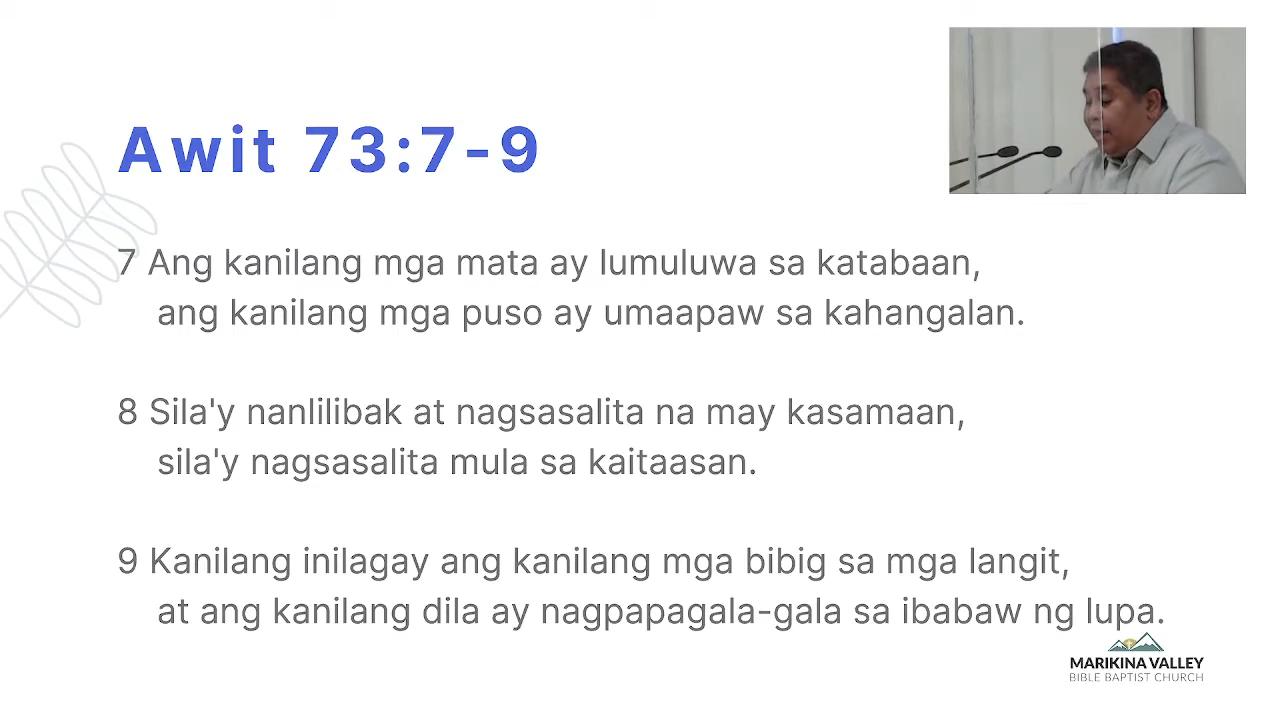 Awit 73:7-9
7 Ang kanilang mga mata ay lumuluwa sa katabaan,
ang kanilang mga puso ay umaapaw sa kahangalan.
8 Sila'y nanlilibak at nagsasalita na may kasamaan,
sila'y nagsasalita mula sa kaitaasan.
9 Kanilang inilagay ang kanilang mga bibig sa mga langit,
at ang kanilang dila ay nagpapagala-gala sa ibabaw ng lupa.
MARIKINA VALLEY
BIBLE BAPTIST CHURCH